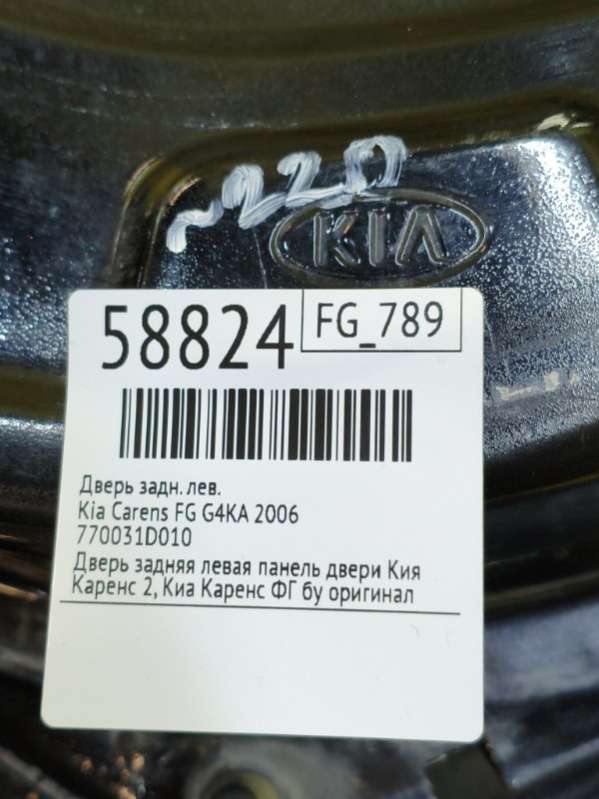 KIA
58824
FG_789
Дверь задн. лев.
Kia Carens FG G4KA 2006
770031D010
Дверь задняя левая панель двери Кия
Каренс 2, Киа Каренс ФГ бу оригинал